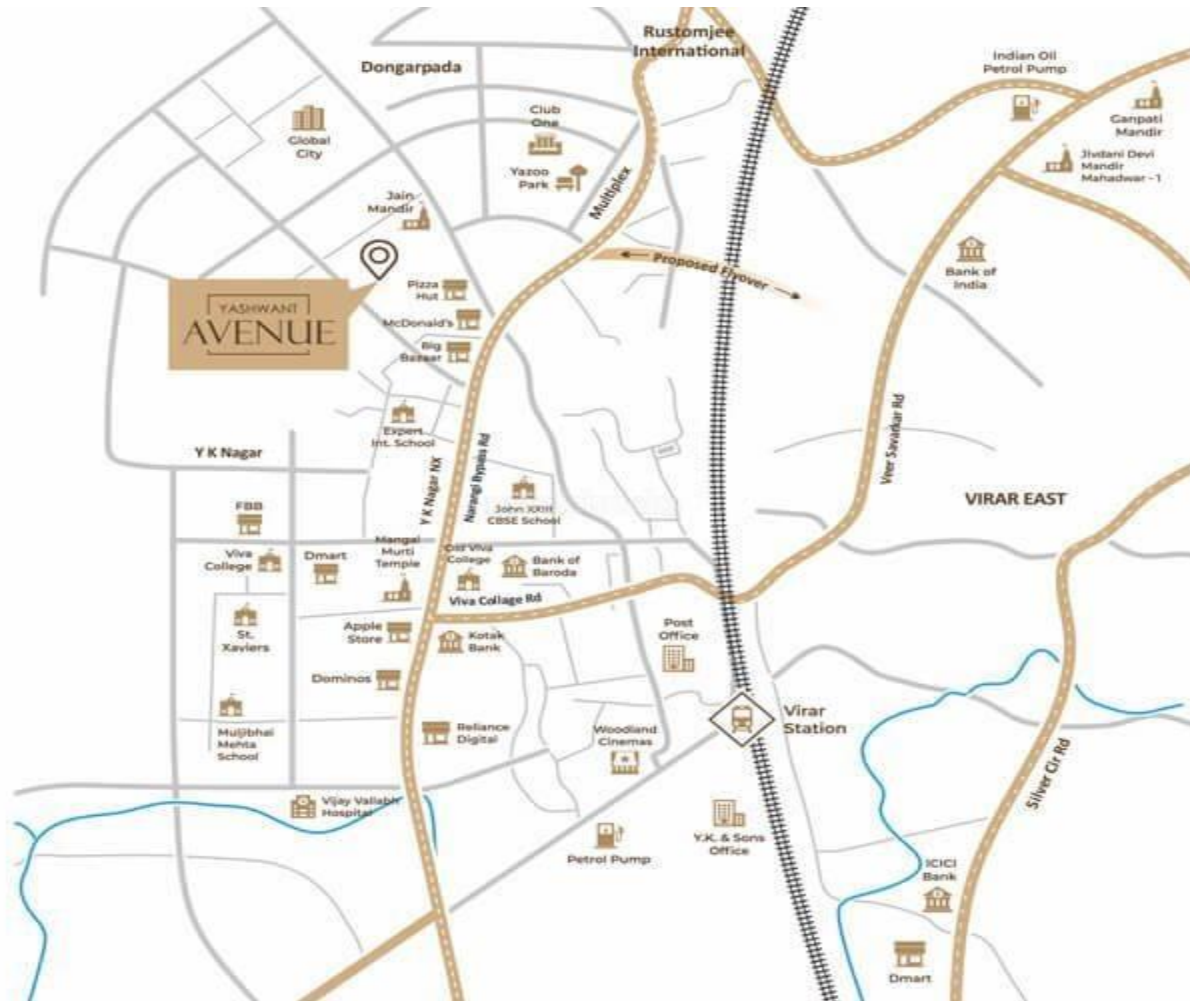 Rustomjee
International
Dongarpada
Indian Oil
Petrol Pump
Ganpati
Mandir
Club
One
Global
City
Yazoo
Park
Jivdani Devi
Mandir
Mahadwar - 1
Multiplex
Jain
Mandir
Proposed Flyover
Bank of
India
Pizza
Hut
YASHWANT
AVENUE
McDonald's
Big
Bazaar
Expert
Int. School
Veer Savarkar Rd
Y K Nagar
Y K Nagar NX
Narangi Bypass Rd
John XXIII
CBSE School
VIRAR EAST
FBB
Viva
College
Dmart
Mangal
Murti
Temple
Old Viva
College
Bank of
Baroda
Viva Collage Rd
St.
Xaviers
Apple
Store
Kotak
Bank
Post
Office
Dominos
Muljibhai
Mehta
School
Reliance
Digital
Woodland
Cinemas
Virar
Station
Silver Cir Rd
Vijay Vallabh
Hospital
Petrol Pump
Y.K. & Sons
Office
ICICI
Bank
Dmart